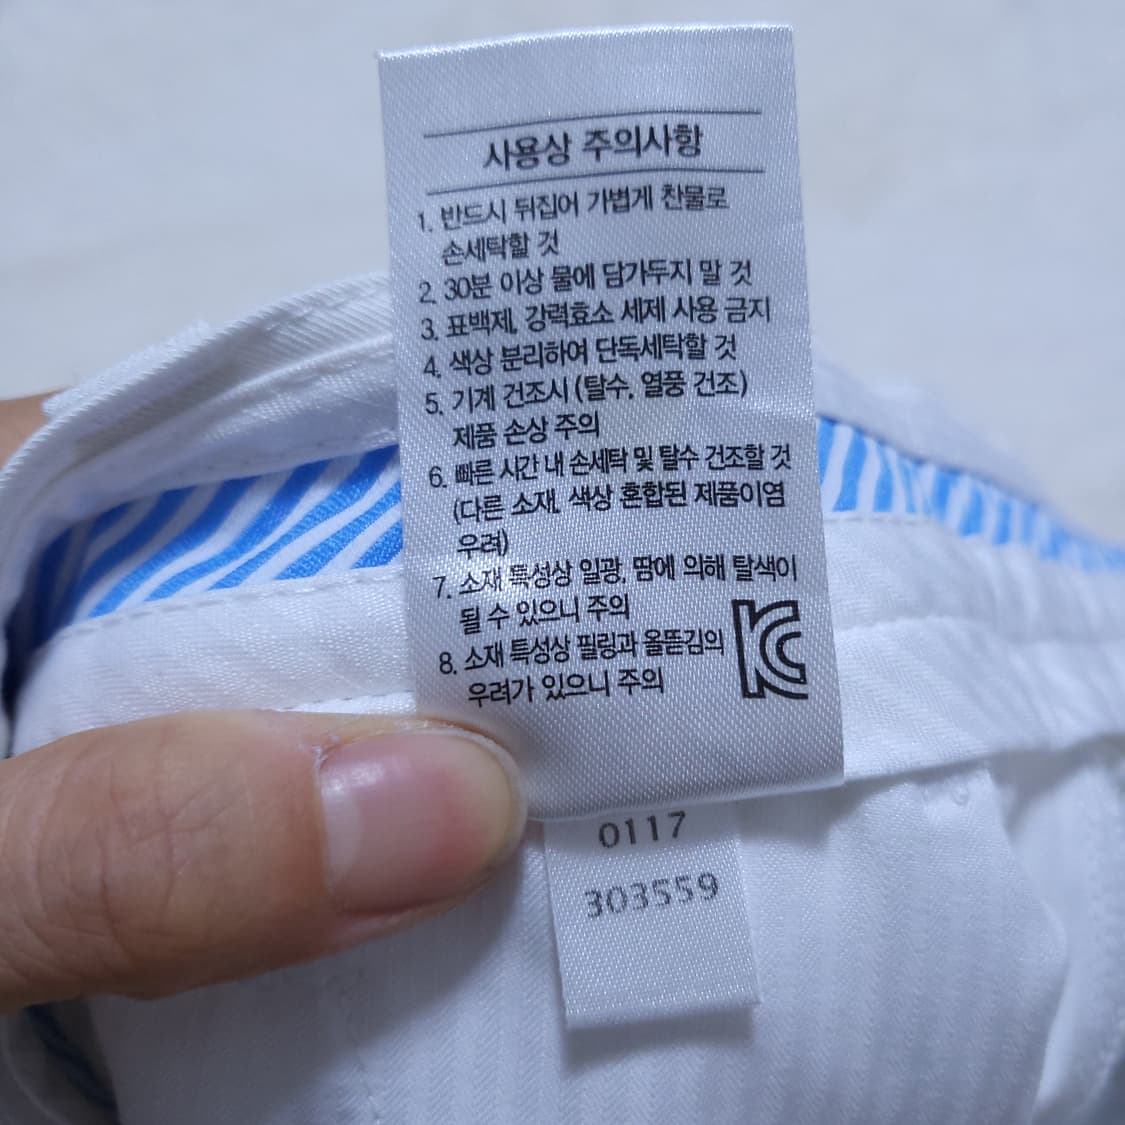 사용상 주의사항
1. 반드시 뒤집어 가볍게 찬물로
손세탁할 것
2. 30분 이상 물에 담가두지 말 것
3. 표백제, 강력효소 세제 사용 금지
4. 색상 분리하여 단독세탁할 것
5. 기계 건조시 (탈수, 열풍 건조)
제품 손상 주의
6. 빠른 시간 내 손세탁 및 탈수 건조할 것
(다른 소재, 색상 혼합된 제품이염
우려)
7. 소재 특성상 일광, 땀에 의해 탈색이
될 수 있으니 주의
8. 소재 특성상 필링과 올뜯김의
우려가 있으니 주의
KC
0117
303559